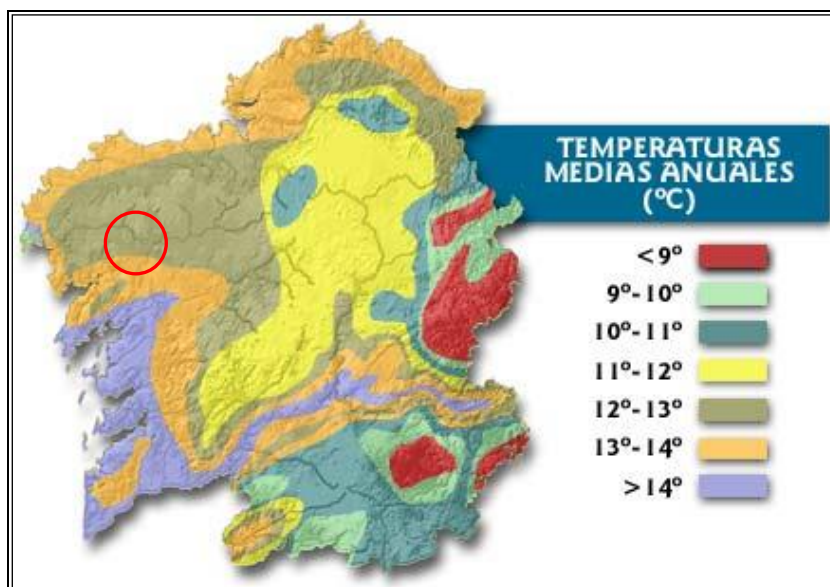 TEMPERATURAS
MEDIAS ANUALES
(ºC)
<9º
9º-10º
10º-11º
11º-12º
12º-13º
13º-14º
>14º